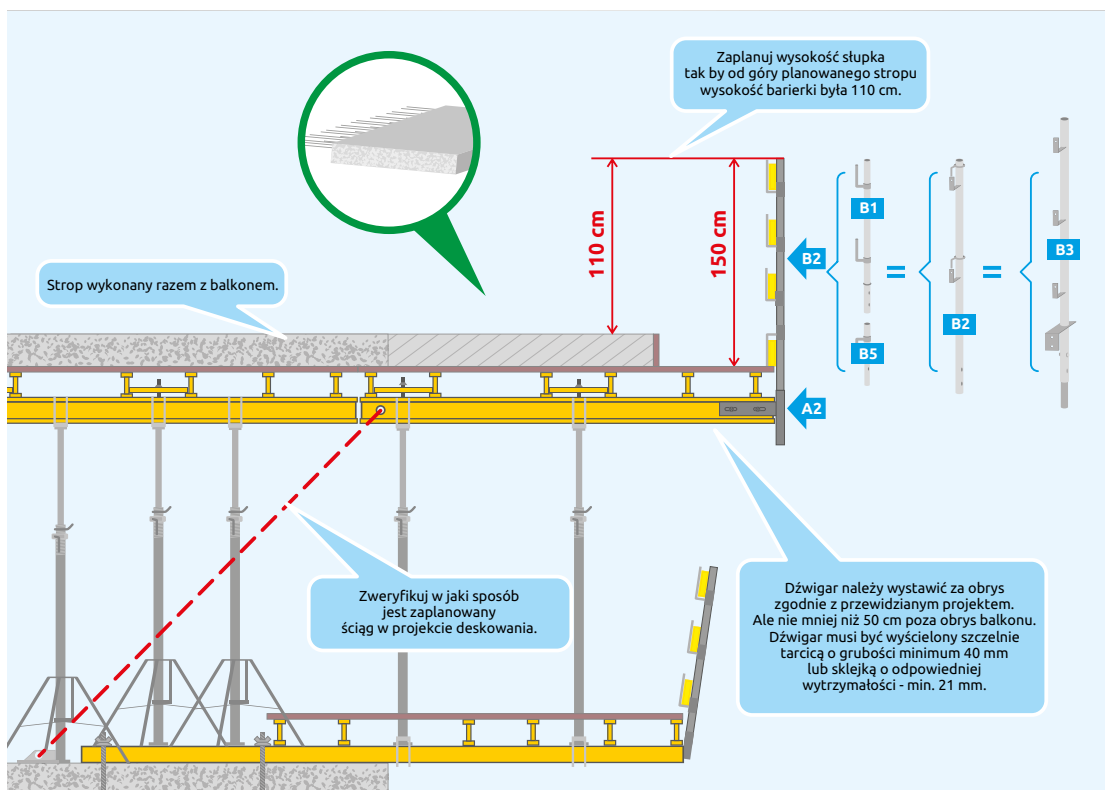 Zaplanuj wysokość słupka
tak by od góry planowanego stropu
wysokość barierki była 110 cm.
Strop wykonany razem z balkonem.
110 cm
150 cm
B2
B1
B5
=
B2
=
B3
A2
Zweryfikuj w jaki sposób
jest zaplanowany
ściąg w projekcie deskowania.
Dźwigar należy wystawić za obrys
zgodnie z przewidzianym projektem.
Ale nie mniej niż 50 cm poza obrys balkonu.
Dźwigar musi być wyścielony szczelnie
tarcicą o grubości minimum 40 mm
lub sklejką o odpowiedniej
wytrzymałości - min. 21 mm.